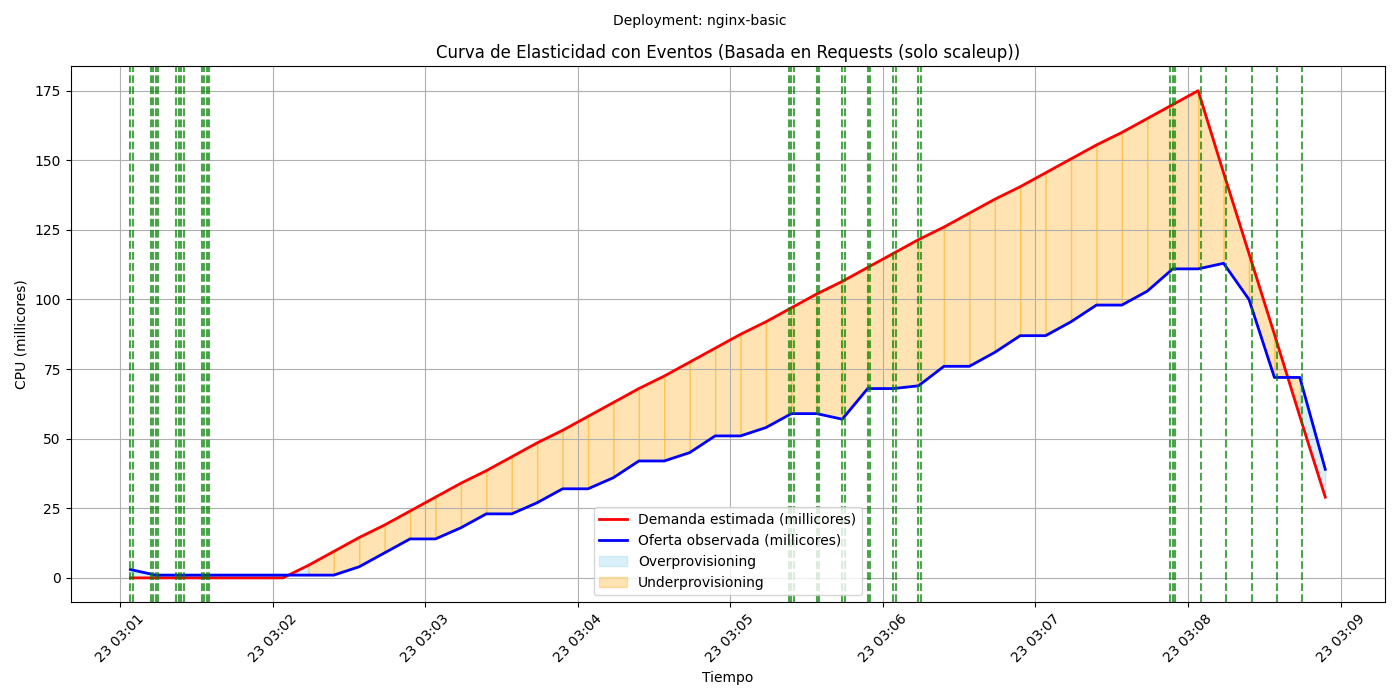 Deployment: nginx-basic
Curva de Elasticidad con Eventos (Basada en Requests (solo scaleup))
CPU (millicores)
175
150
125
100
75
50
25
0
Demanda estimada (millicores)
Oferta observada (millicores)
Overprovisioning
Underprovisioning
23 03:01
23 03:02
23 03:03
23 03:04
23 03:05
23 03:06
23 03:07
23 03:08
23 03:09
Tiempo